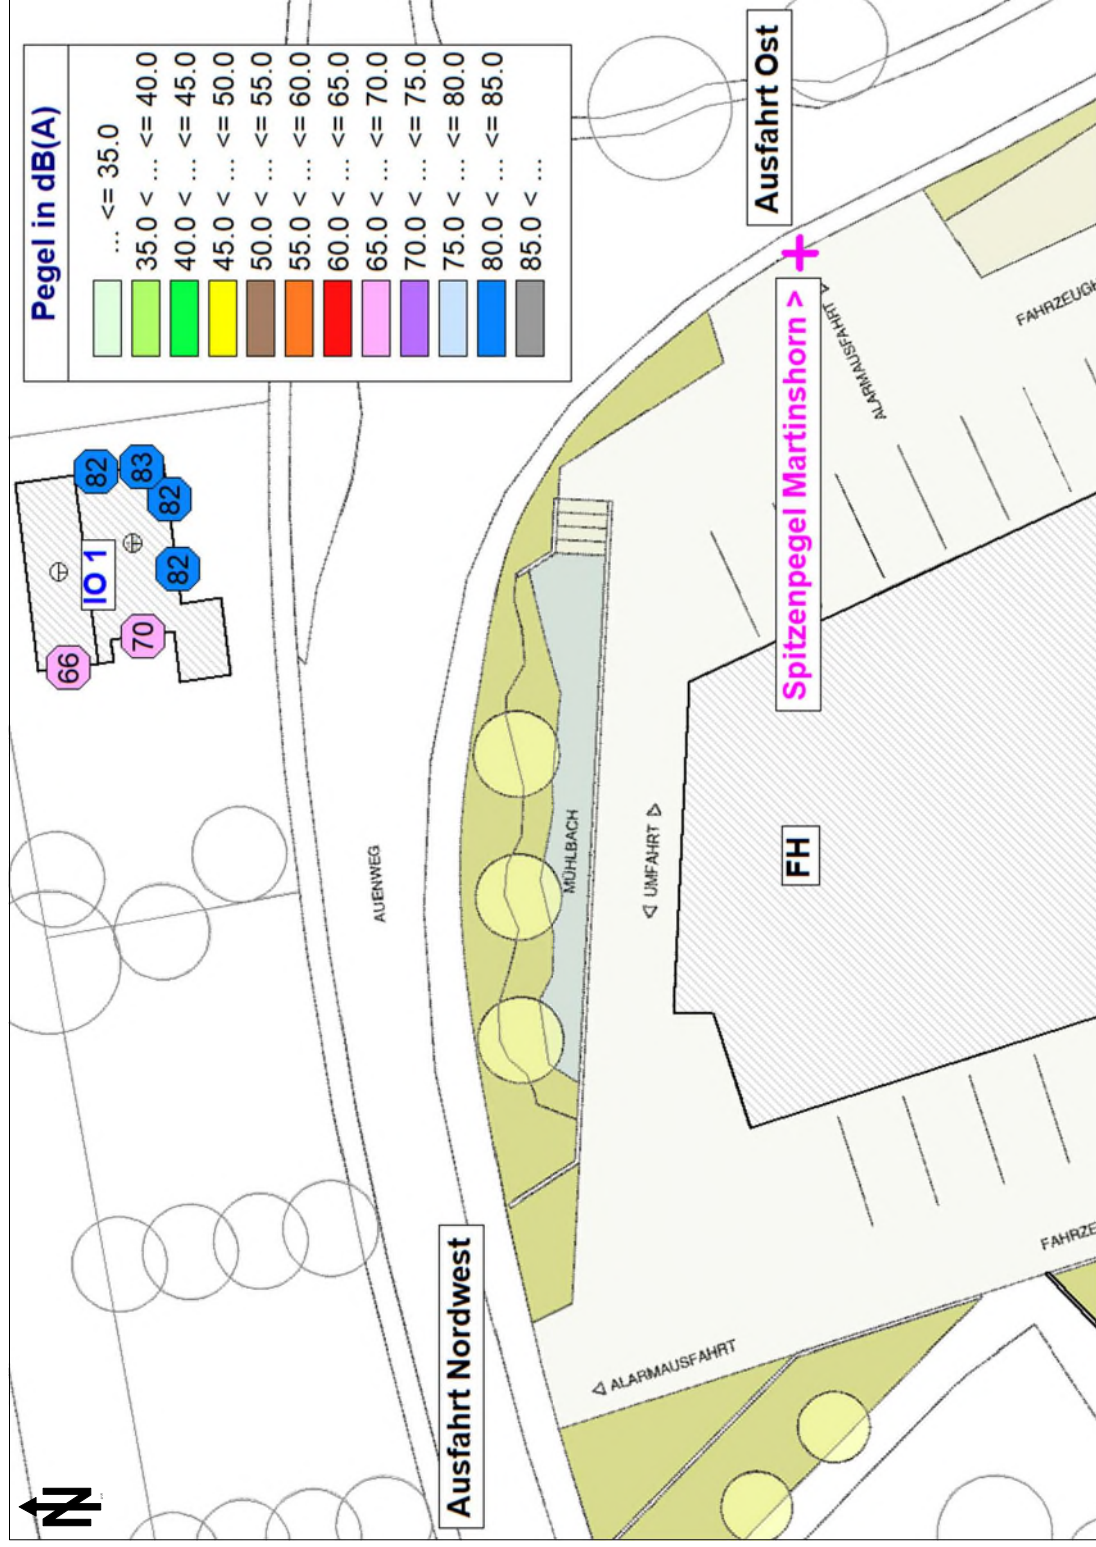 Pegel in dB(A)
... <= 35.0
35.0 < ... <= 40.0
40.0 < ... <= 45.0
45.0 < ... <= 50.0
50.0 < ... <= 55.0
55.0 < ... <= 60.0
60.0 < ... <= 65.0
65.0 < ... <= 70.0
70.0 < ... <= 75.0
75.0 < ... <= 80.0
80.0 < ... <= 85.0
85.0 < ...
N
66
70
IO 1
82
82
82
83
AUENWEG
Ausfahrt Nordwest
Ausfahrt Ost
MÜHLBACH
UMFAHRT
ALARMAUSFAHRT
FH
Spitzenpegel Martinshorn >
ALARMAUSFAHRT
FAHRZE
FAHRZEUGH